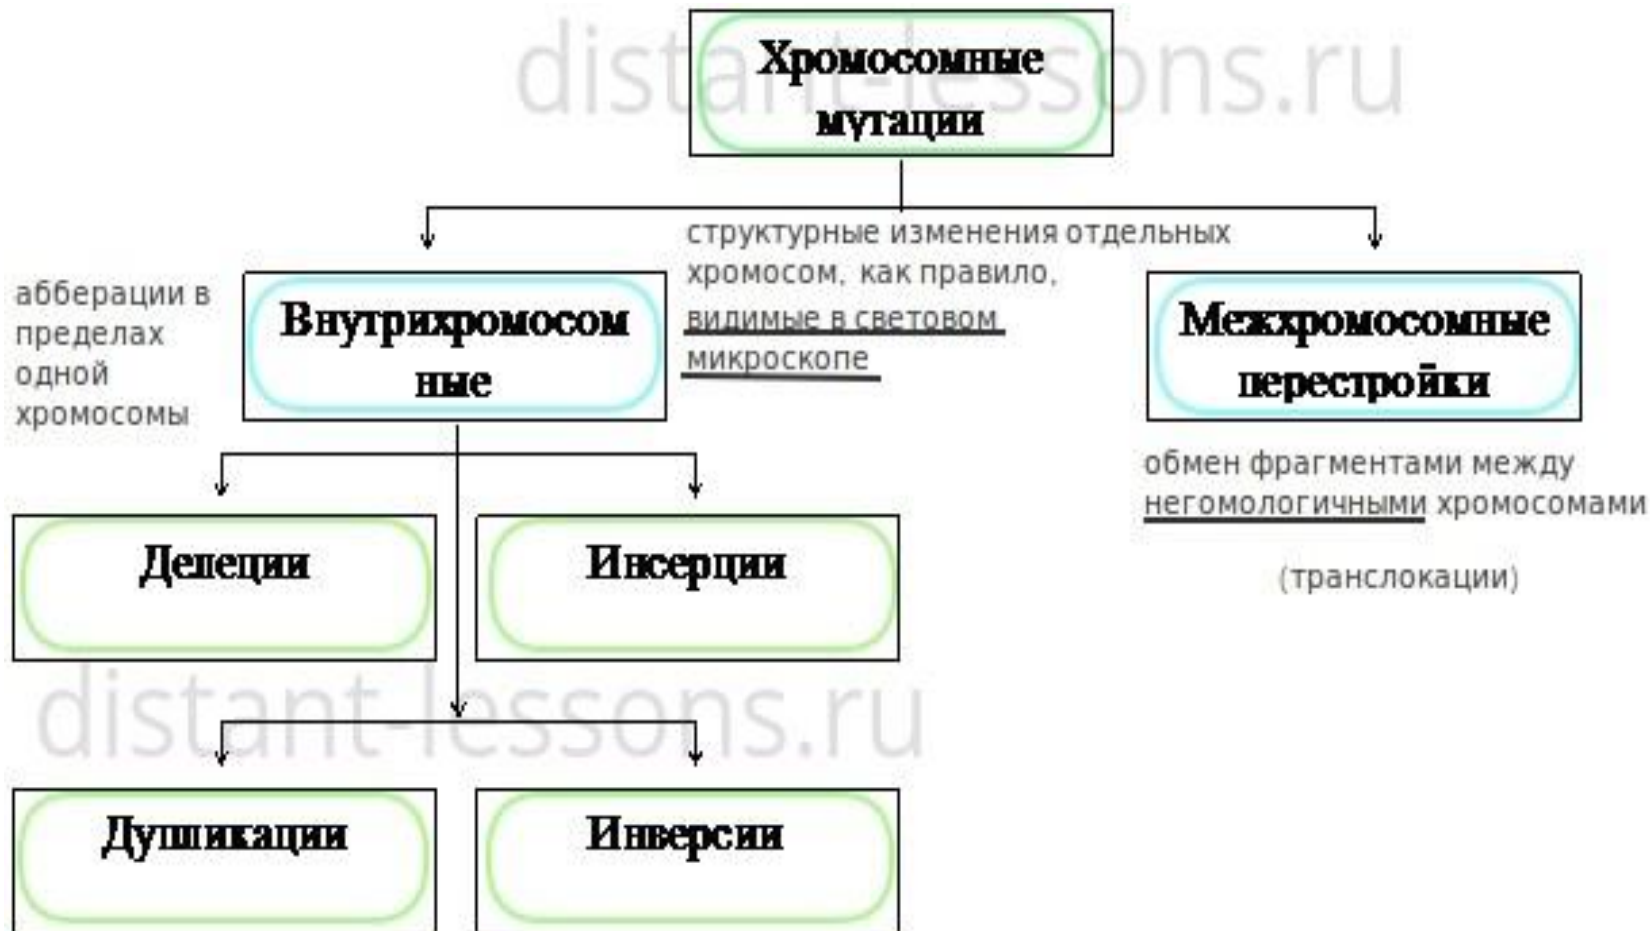 distant-lessons.ru
Хромосомные
мутации
структурные изменения отдельных
хромосом, как правило,
видимые в световом
микроскопе
абберации в
пределах
одной
хромосомы
Внутрихромосом
ные
Межхромосомные
перестройки
обмен фрагментами между
негомологичными хромосомами
(транслокации)
Делеции
Инсерции
distant-lessons.ru
Дупликации
Инверсии